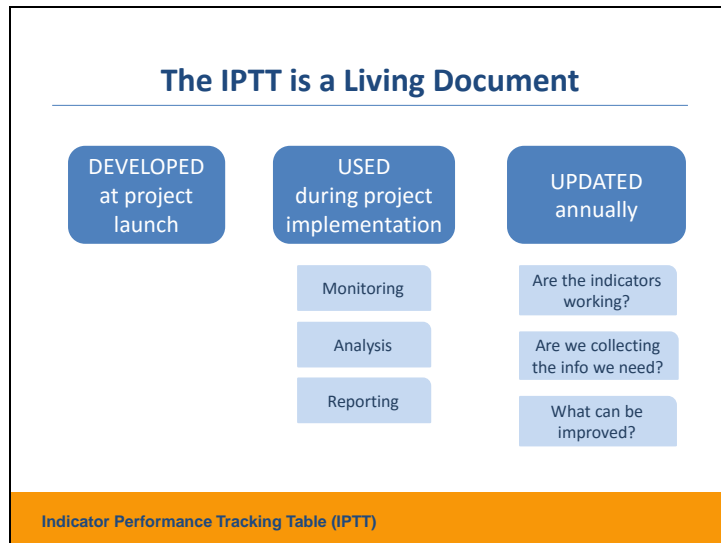 The IPTT is a Living Document
DEVELOPED
at project
launch
USED
during project
implementation
Monitoring
Analysis
Reporting
UPDATED
annually
Are the indicators
working?
Are we collecting
the info we need?
What can be
improved?
Indicator Performance Tracking Table (IPTT)